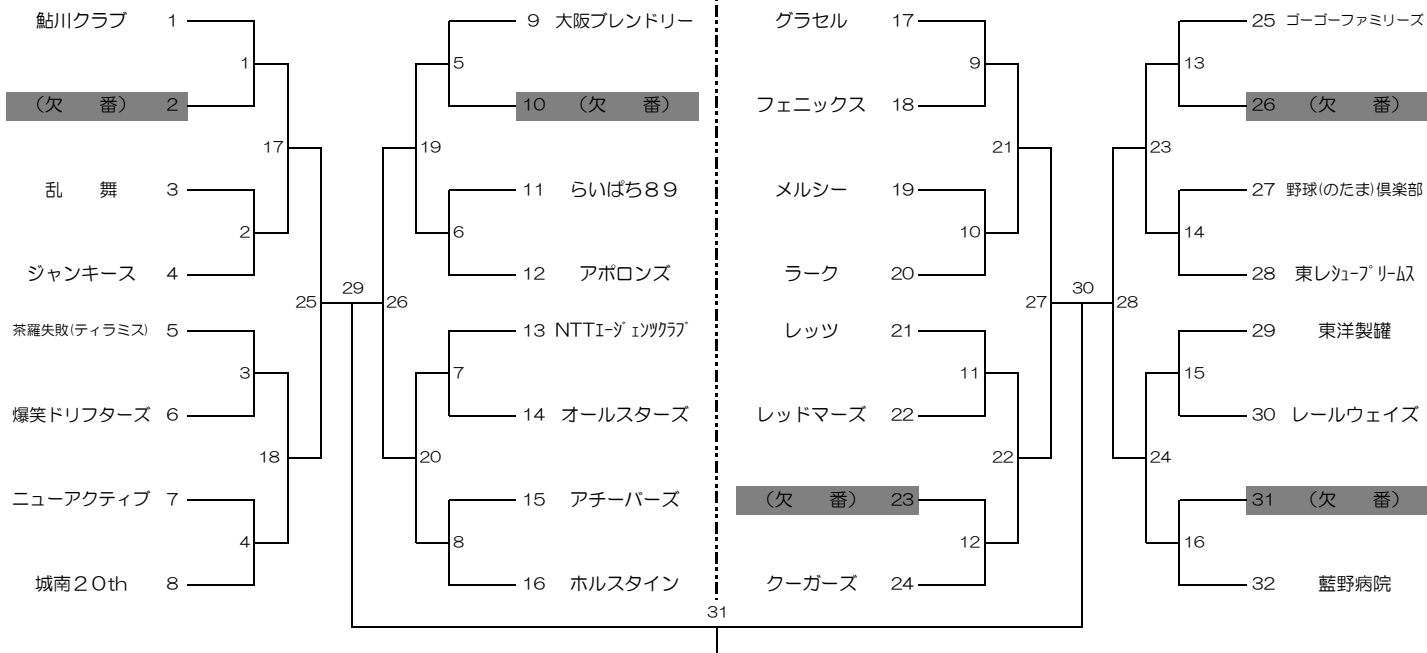 鮎川クラブ 1
1
(欠 番) 2
17
乱 舞 3
2
ジャンキース 4
25
茶羅失敗(ティラミス) 5
3
爆笑ドリフターズ 6
18
ニューアクティブ 7
4
城南20th 8
29
9 大阪ブレンドリー
5
10 (欠 番)
19
11 らいぱち89
6
12 アポロンズ
26
13 NTTエージェンツクラブ
7
14 オールスターズ
20
15 アチーバーズ
8
16 ホルスタイン
31
グラセル 17
9
フェニックス 18
21
メルシー 19
10
ラーク 20
27
レッツ 21
11
レッドマーズ 22
22
(欠 番) 23
12
クーガーズ 24
30
25 ゴーゴーファミリーズ
13
26 (欠 番)
23
27 野球(のたま)倶楽部
14
28 東レシュープリームス
28
29 東洋製罐
15
30 レールウェイズ
24
31 (欠 番)
16
32 藍野病院